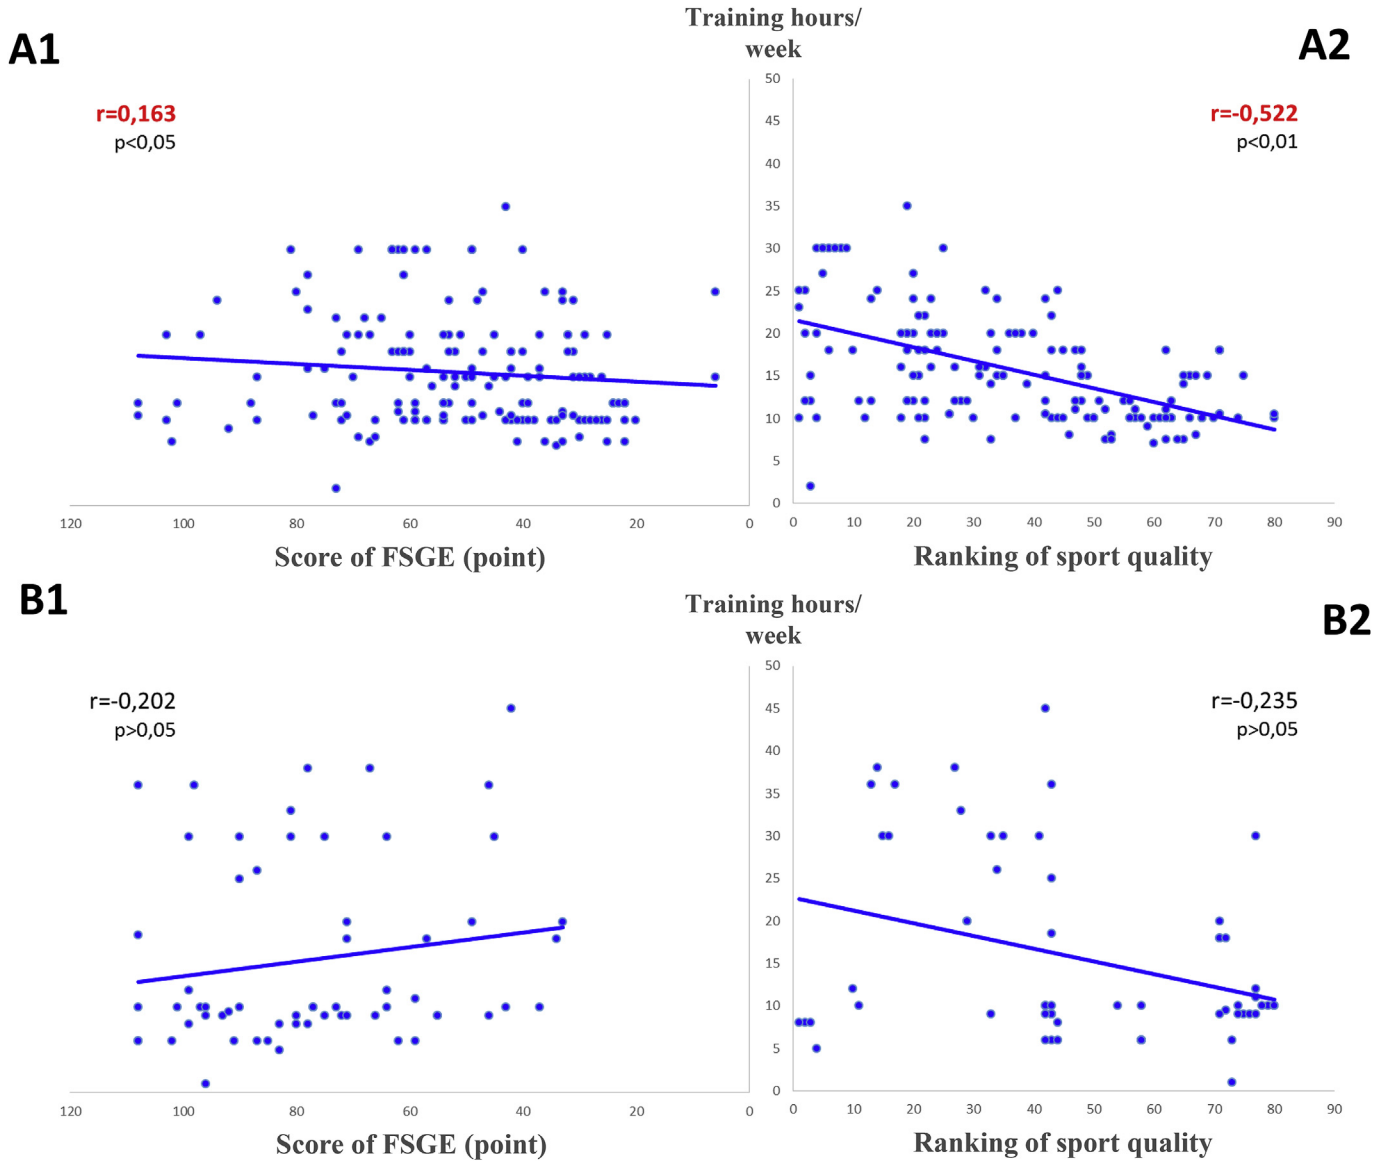 Training hours/
week
A1
A2
r=0,163
p<0,05
r=-0,522
p<0,01
50
45
40
35
30
25
20
15
10
5
0
120 100 80 60 40 20 0
0 10 20 30 40 50 60 70 80 90
Score of FSGE (point)
Ranking of sport quality
B1
Training hours/
week
B2
r=-0,202
p>0,05
r=-0,235
p>0,05
50
45
40
35
30
25
20
15
10
5
0
120 100 80 60 40 20 0
0 10 20 30 40 50 60 70 80 90
Score of FSGE (point)
Ranking of sport quality